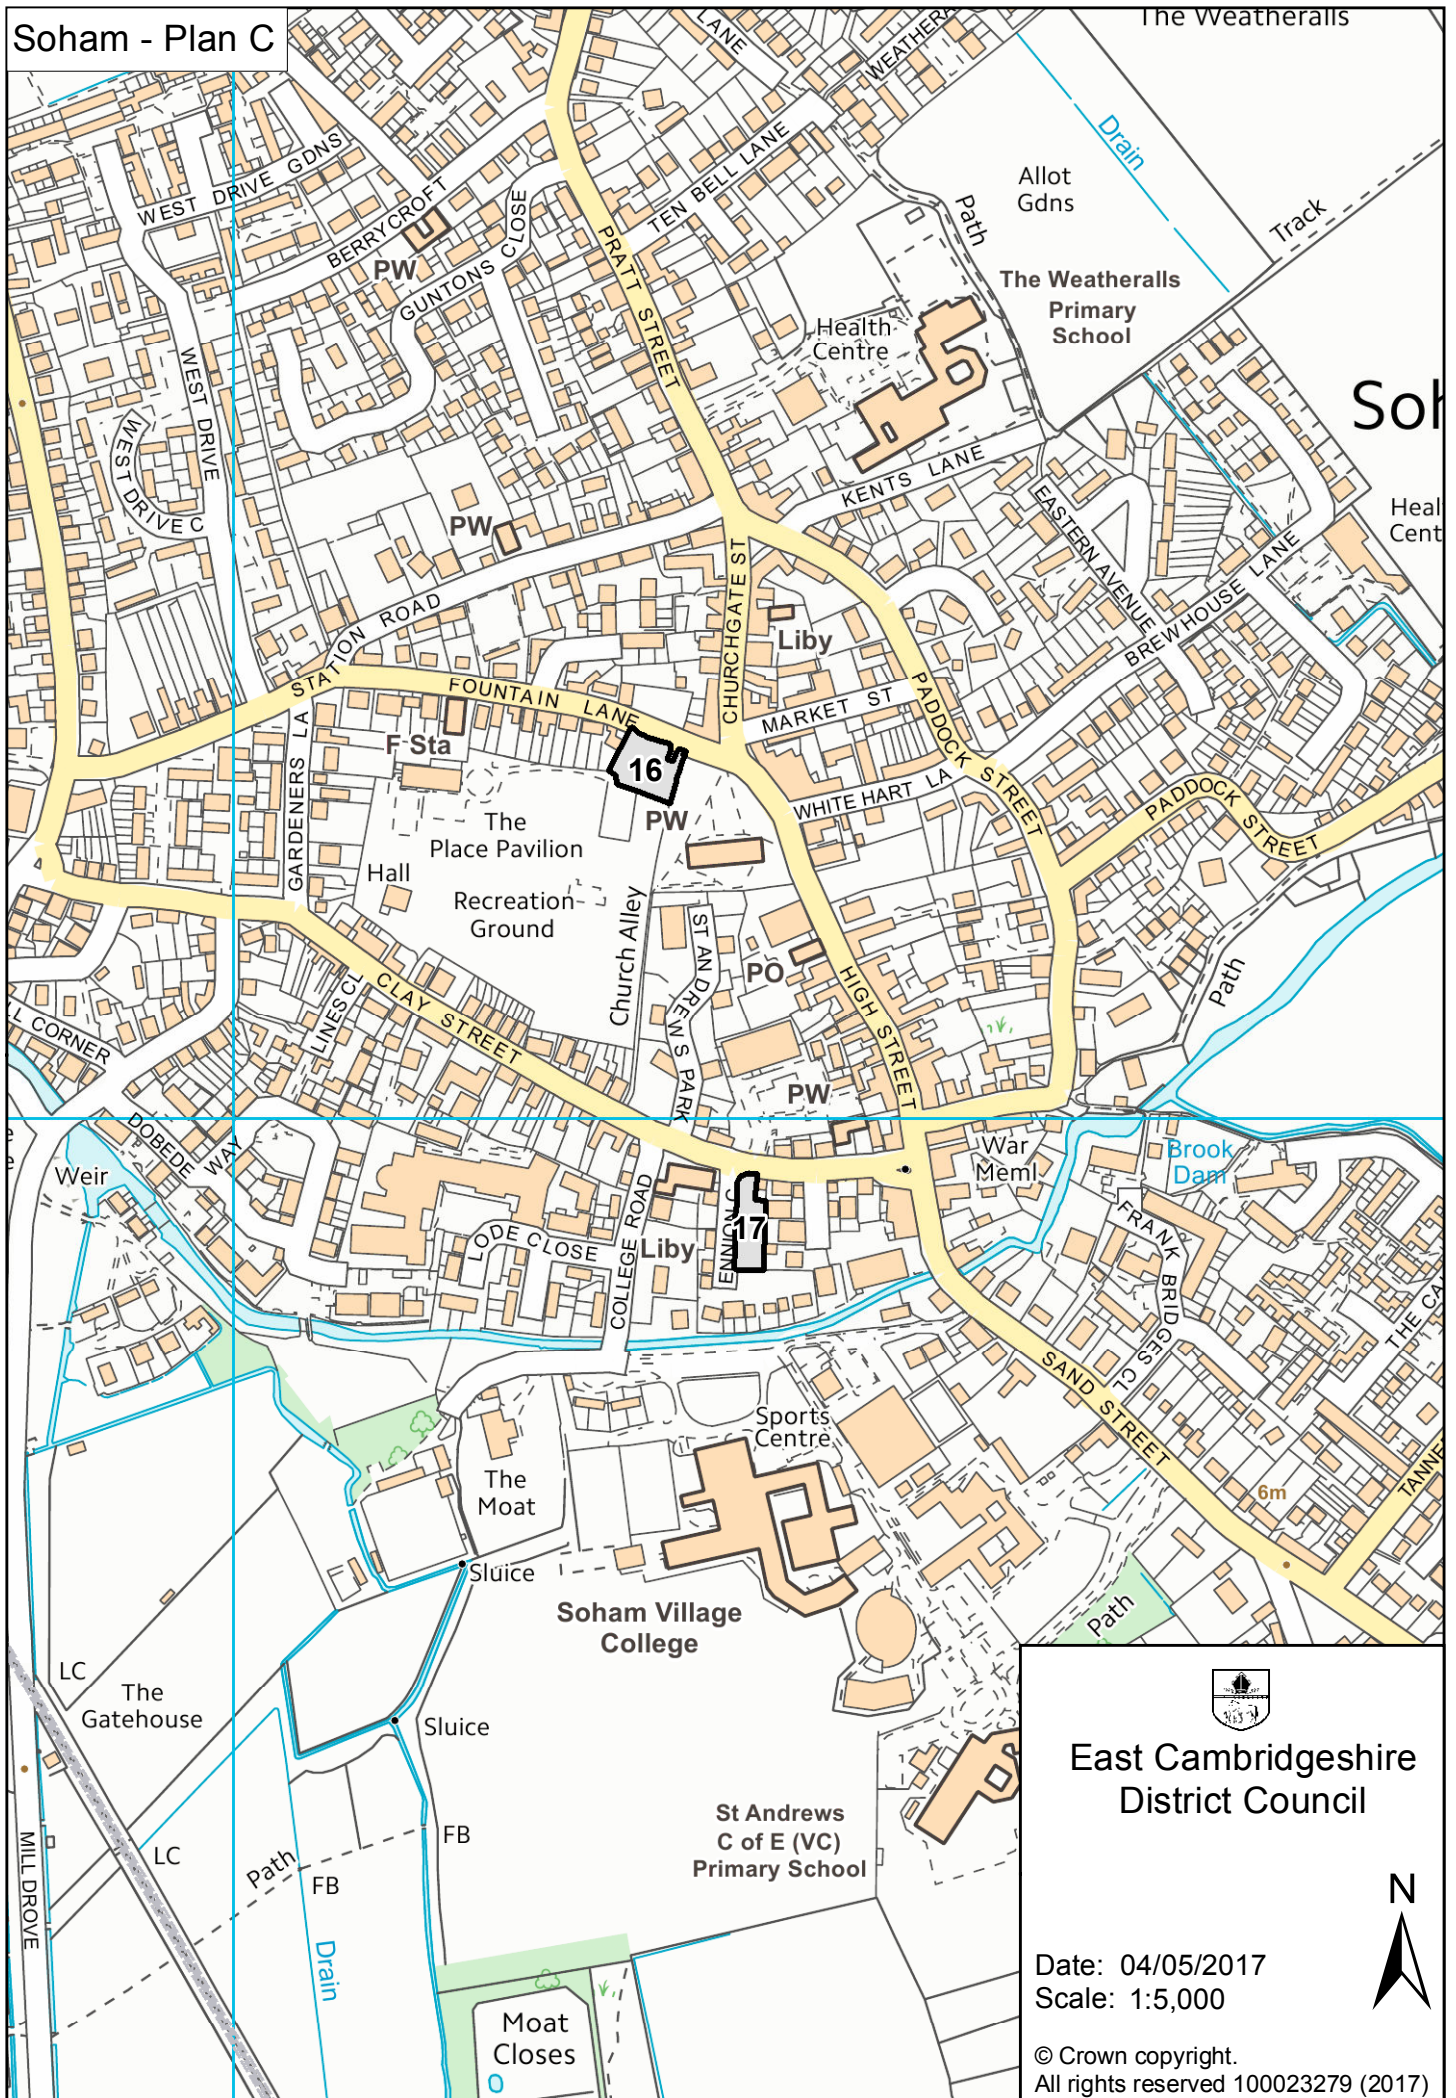 Soham - Plan C
The Weatheralls
LANE
WEATHERA
Drain
Allot
Gdns
Track
Path
WEST DRIVE GDNS
BERRYCROFT
PW
GUNTONS CLOSE
TEN BELL LANE
PRATT STREET
The Weatheralls
Primary
School
Health
Centre
Soh
WEST DRIVE
WEST DRIVE C
KENTS LANE
PW
EASTERN AVENUE
Heal
Cent
BREWHOUSE LANE
STATION ROAD
CHURCHGATE ST
Liby
FOUNTAIN LANE
MARKET ST
PADDOCK STREET
F Sta
16
GARDENERS LA
WHITE HART LA
PADDOCK STREET
PW
The
Place Pavilion
Hall
Recreation
Ground
Church Alley
ST ANDREWS PARK
PO
HIGH STREET
Path
LL CORNER
LINES CL
CLAY STREET
PW
DOBEDE WAY
Weir
War
Meml
Brook
Dam
LODE CLOSE
COLLEGE ROAD
Liby
ENNION C
17
FRANK BRIDGES CL
THE CA
SAND STREET
Sports
Centre
TANNE
6m
The
Moat
Sluice
Soham Village
College
Path
LC
The
Gatehouse
Sluice
St Andrews
C of E (VC)
Primary School
FB
LC
Path
FB
MILL DROVE
Drain
Moat
Closes
East Cambridgeshire
District Council
N
Date: 04/05/2017
Scale: 1:5,000
© Crown copyright.
All rights reserved 100023279 (2017)